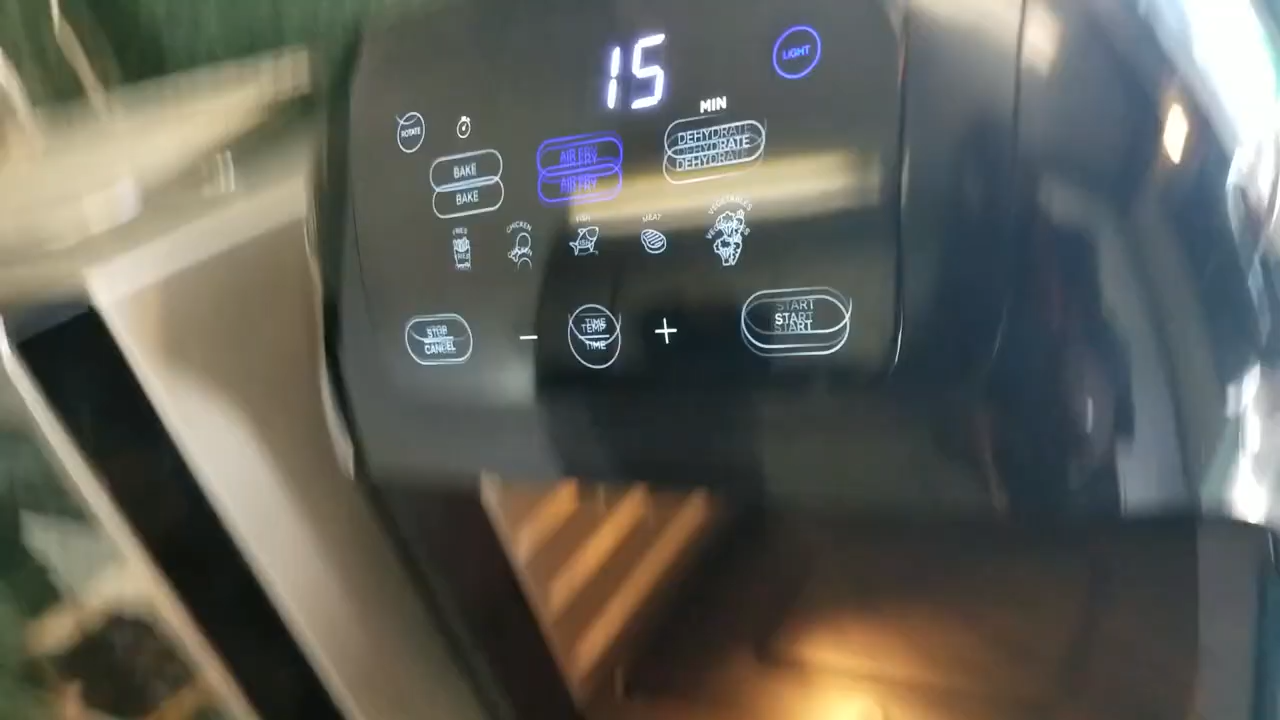 15
LIGHT
MIN
ROTATE
BAKE
AIR FRY
DEHYDRATE
FRIES
CHICKEN
FISH
MEAT
VEGETABLES
STOP
CANCEL
-
TEMP
TIME
+
START